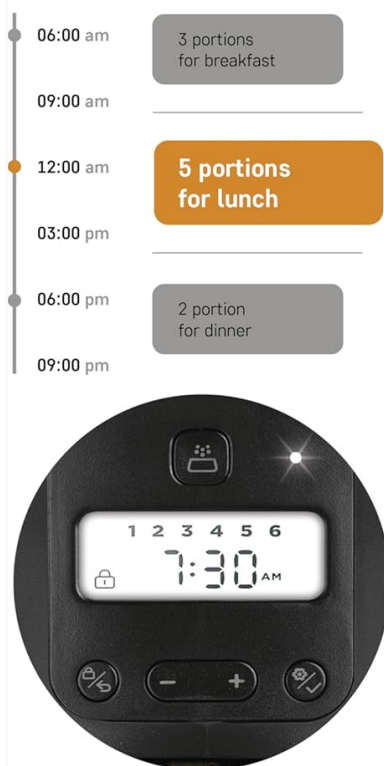 06:00 am
3 portions
for breakfast
09:00 am
12:00 am
5 portions
for lunch
03:00 pm
06:00 pm
2 portion
for dinner
09:00 pm
1 2 3 4 5 6
7:30 AM
- +